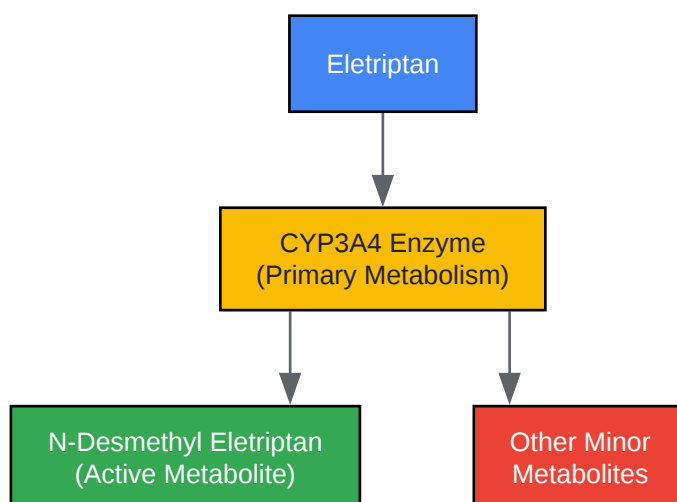 Eletriptan
CYP3A4 Enzyme
(Primary Metabolism)
N-Desmethyl Eletriptan
(Active Metabolite)
Other Minor
Metabolites